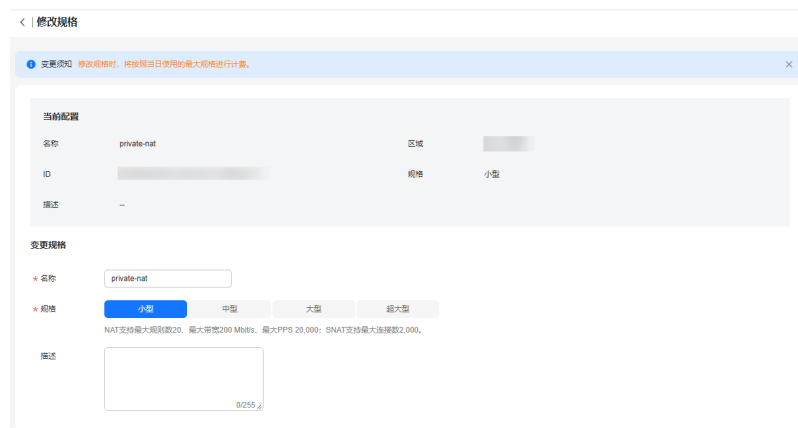 < | 修改规格
变更须知 修改规格时，将按照当日使用的最大规格进行计费。 ×
当前配置
名称 private-nat 区域
ID 规格 小型
描述 --
变更规格
* 名称 private-nat
* 规格 小型 中型 大型 超大型
NAT支持最大规则数20、最大带宽200 Mbit/s、最大PPS 20,000；SNAT支持最大连接数2,000。
描述
0/255